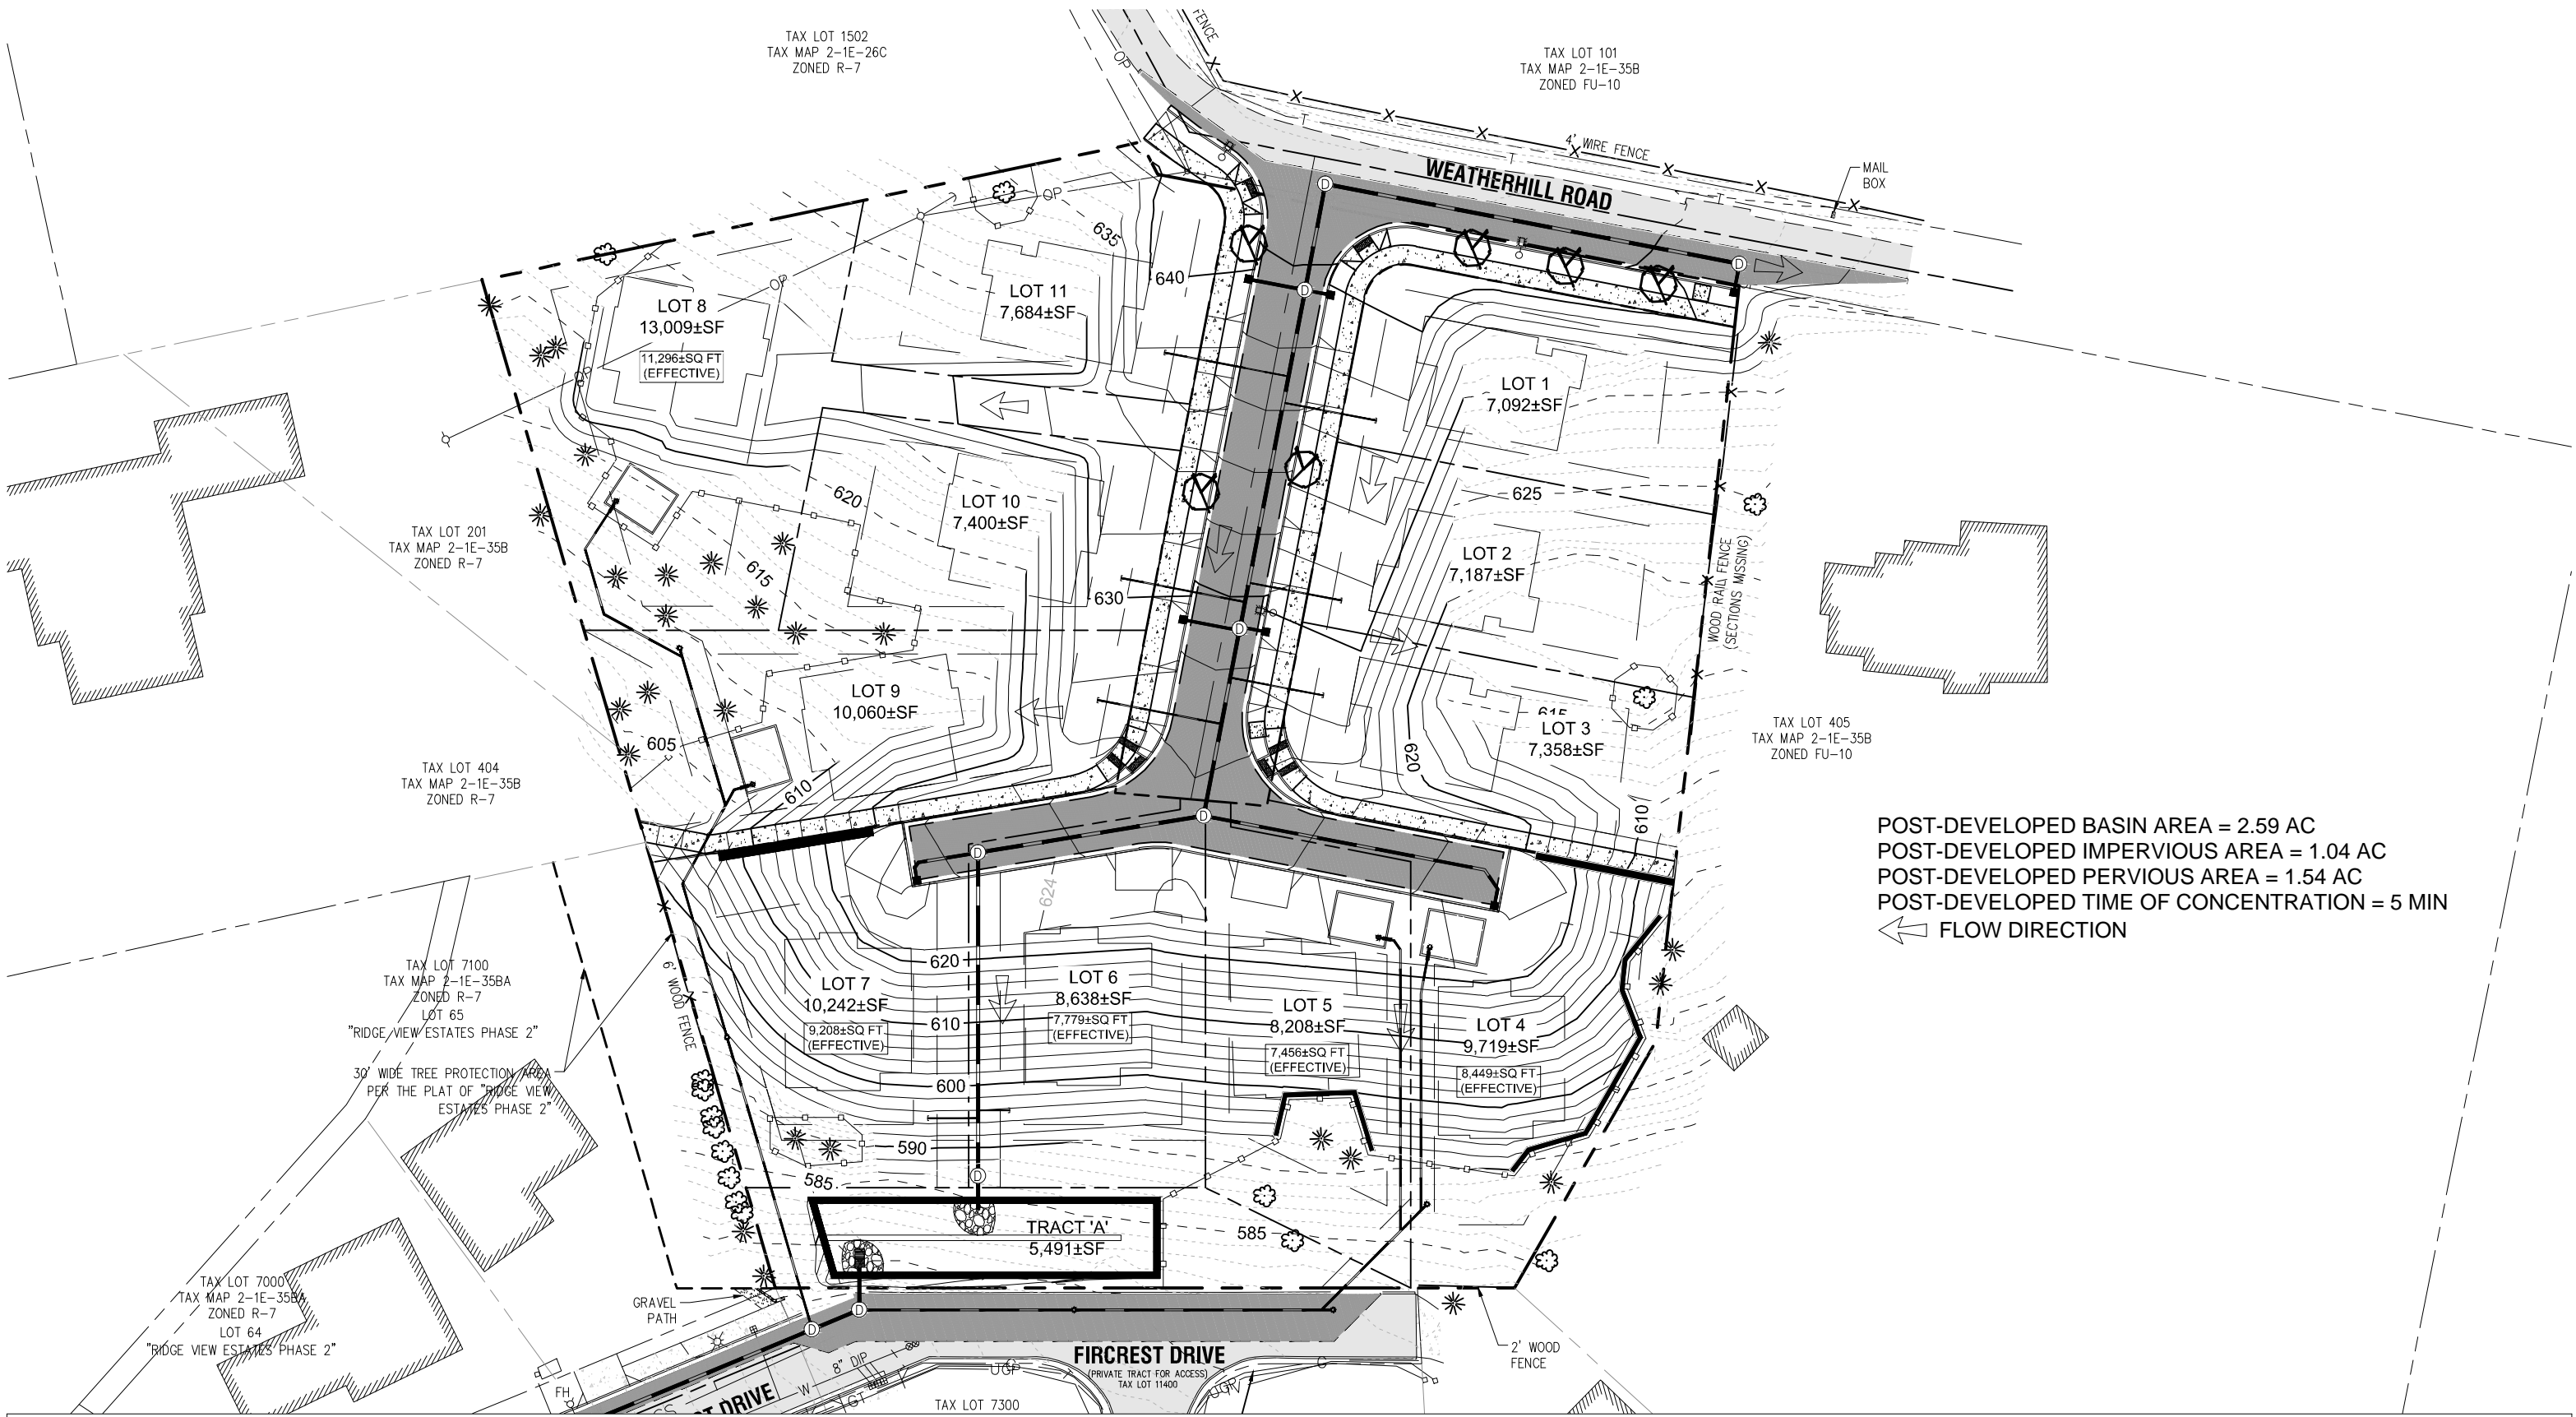 TAX LOT 1502
TAX MAP 2-1E-26C
ZONED R-7
FENCE
OP
TAX LOT 101
TAX MAP 2-1E-35B
ZONED FU-10
4' WIRE FENCE
T
T
T
MAIL
BOX
WEATHERHILL ROAD
D
D
D
OP
OP
635
640
LOT 8
13,009±SF
11,296±SQ FT
(EFFECTIVE)
LOT 11
7,684±SF
LOT 1
7,092±SF
620
LOT 10
7,400±SF
625
TAX LOT 201
TAX MAP 2-1E-35B
ZONED R-7
615
LOT 2
7,187±SF
WOOD RAIL FENCE
(SECTIONS MISSING)
630
D
LOT 9
10,060±SF
605
615
LOT 3
7,358±SF
620
TAX LOT 405
TAX MAP 2-1E-35B
ZONED FU-10
TAX LOT 404
TAX MAP 2-1E-35B
ZONED R-7
610
610
D
D
POST-DEVELOPED BASIN AREA = 2.59 AC
POST-DEVELOPED IMPERVIOUS AREA = 1.04 AC
POST-DEVELOPED PERVIOUS AREA = 1.54 AC
POST-DEVELOPED TIME OF CONCENTRATION = 5 MIN
FLOW DIRECTION
624
TAX LOT 7100
TAX MAP 2-1E-35BA
ZONED R-7
LOT 65
"RIDGE VIEW ESTATES PHASE 2"
6' WOOD FENCE
620
LOT 7
10,242±SF
9,208±SQ FT
(EFFECTIVE)
610
LOT 6
8,638±SF
7,779±SQ FT
(EFFECTIVE)
LOT 5
8,208±SF
7,456±SQ FT
(EFFECTIVE)
LOT 4
9,719±SF
8,449±SQ FT
(EFFECTIVE)
30' WIDE TREE PROTECTION AREA
PER THE PLAT OF "RIDGE VIEW
ESTATES PHASE 2"
600
590
585
D
585
TRACT 'A'
5,491±SF
TAX LOT 7000
TAX MAP 2-1E-35BA
ZONED R-7
LOT 64
"RIDGE VIEW ESTATES PHASE 2"
GRAVEL
PATH
D
D
2' WOOD
FENCE
FIRCREST DRIVE
(PRIVATE TRACT FOR ACCESS)
TAX LOT 11400
8" DIP
W
GT
UGP
G
UGP
FH
DRIVE
TAX LOT 7300